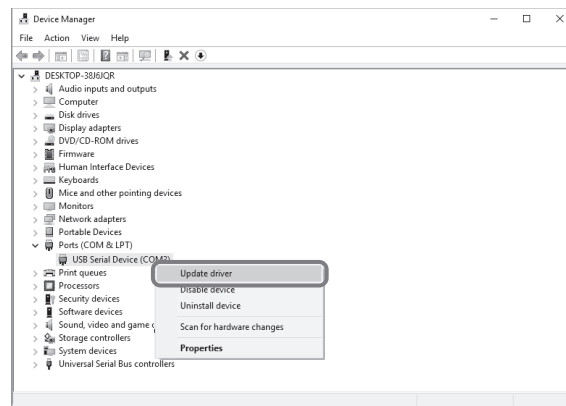 Device Manager
File Action View Help
DESKTOP-38J6JQR
Audio inputs and outputs
Computer
Disk drives
Display adapters
DVD/CD-ROM drives
Firmware
Human Interface Devices
Keyboards
Mice and other pointing devices
Monitors
Network adapters
Portable Devices
Ports (COM & LPT)
USB Serial Device (COM3)
Update driver
Print queues
Processors
Disable device
Security devices
Uninstall device
Software devices
Sound, video and game
Scan for hardware changes
Storage controllers
Properties
System devices
Universal Serial Bus controllers